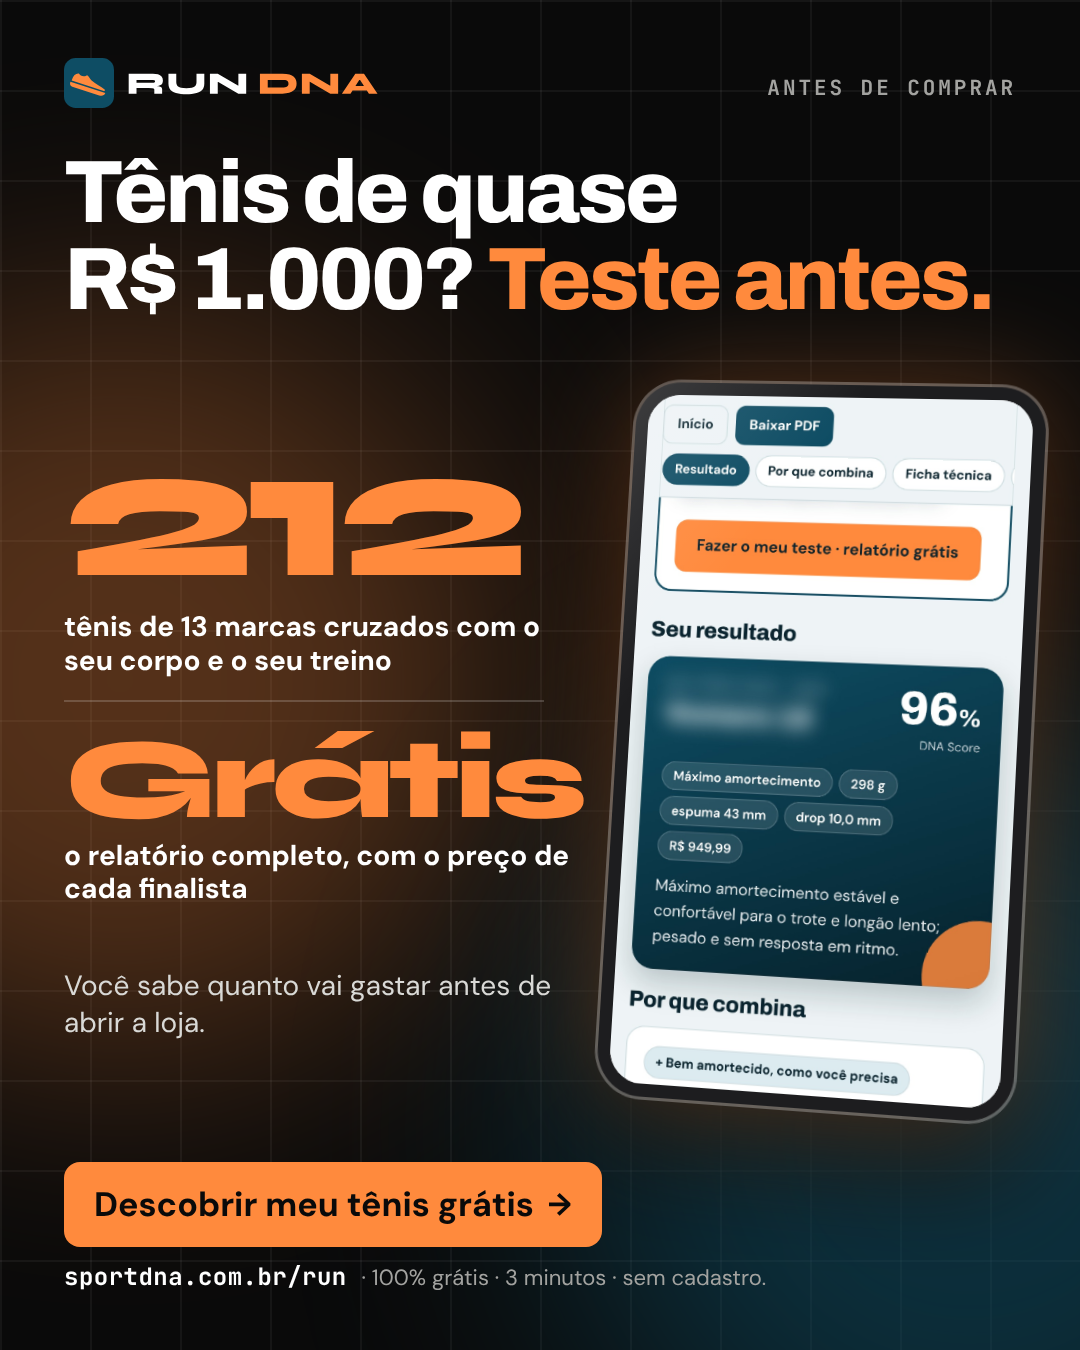 RUN DNA
ANTES DE COMPRAR
Tênis de quase
R$ 1.000? Teste antes.
212
tênis de 13 marcas cruzados com o
seu corpo e o seu treino
Grátis
o relatório completo, com o preço de
cada finalista
Você sabe quanto vai gastar antes de
abrir a loja.
Início
Baixar PDF
Resultado
Por que combina
Ficha técnica
Fazer o meu teste · relatório grátis
Seu resultado
96%
DNA Score
Máximo amortecimento
298 g
espuma 43 mm
drop 10,0 mm
R$ 949,99
Máximo amortecimento estável e
confortável para o trote e longão lento;
pesado e sem resposta em ritmo.
Por que combina
+ Bem amortecido, como você precisa
Descobrir meu tênis grátis →
sportdna.com.br/run · 100% grátis · 3 minutos · sem cadastro.